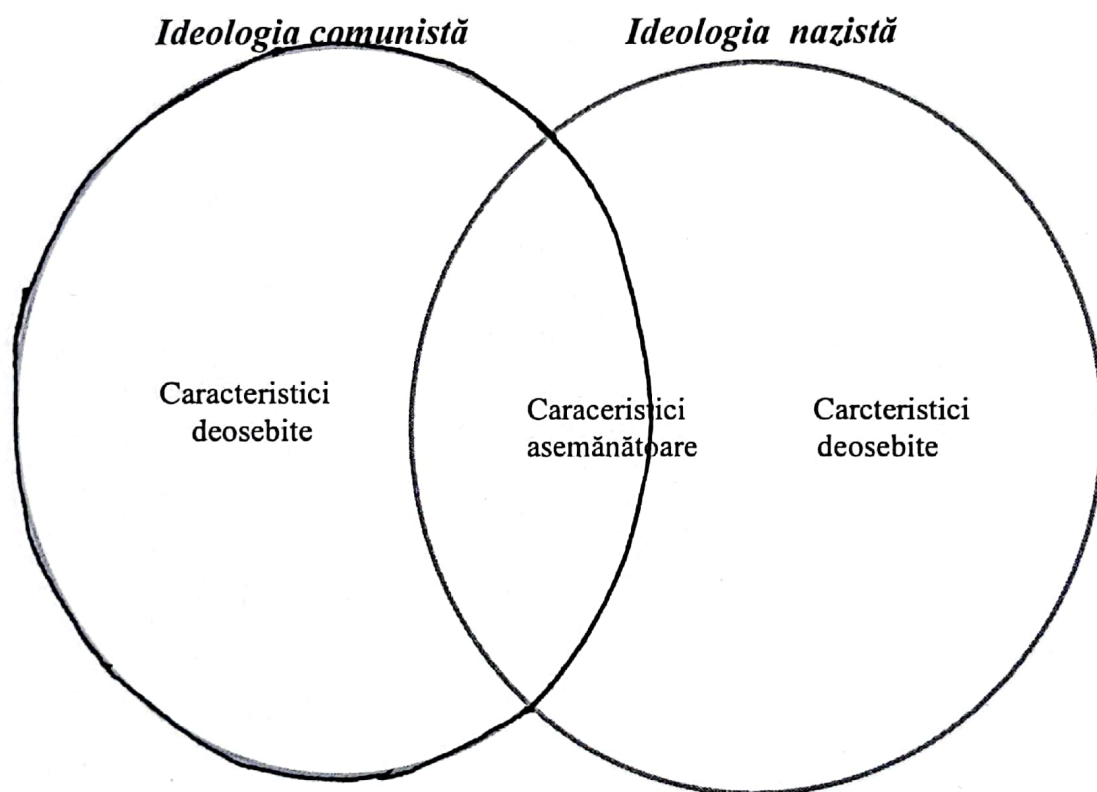 Ideologia comunistă
Ideologia nazistă
Caracteristici
deosebite
Caraceristici
asemănătoare
Carcteristici
deosebite